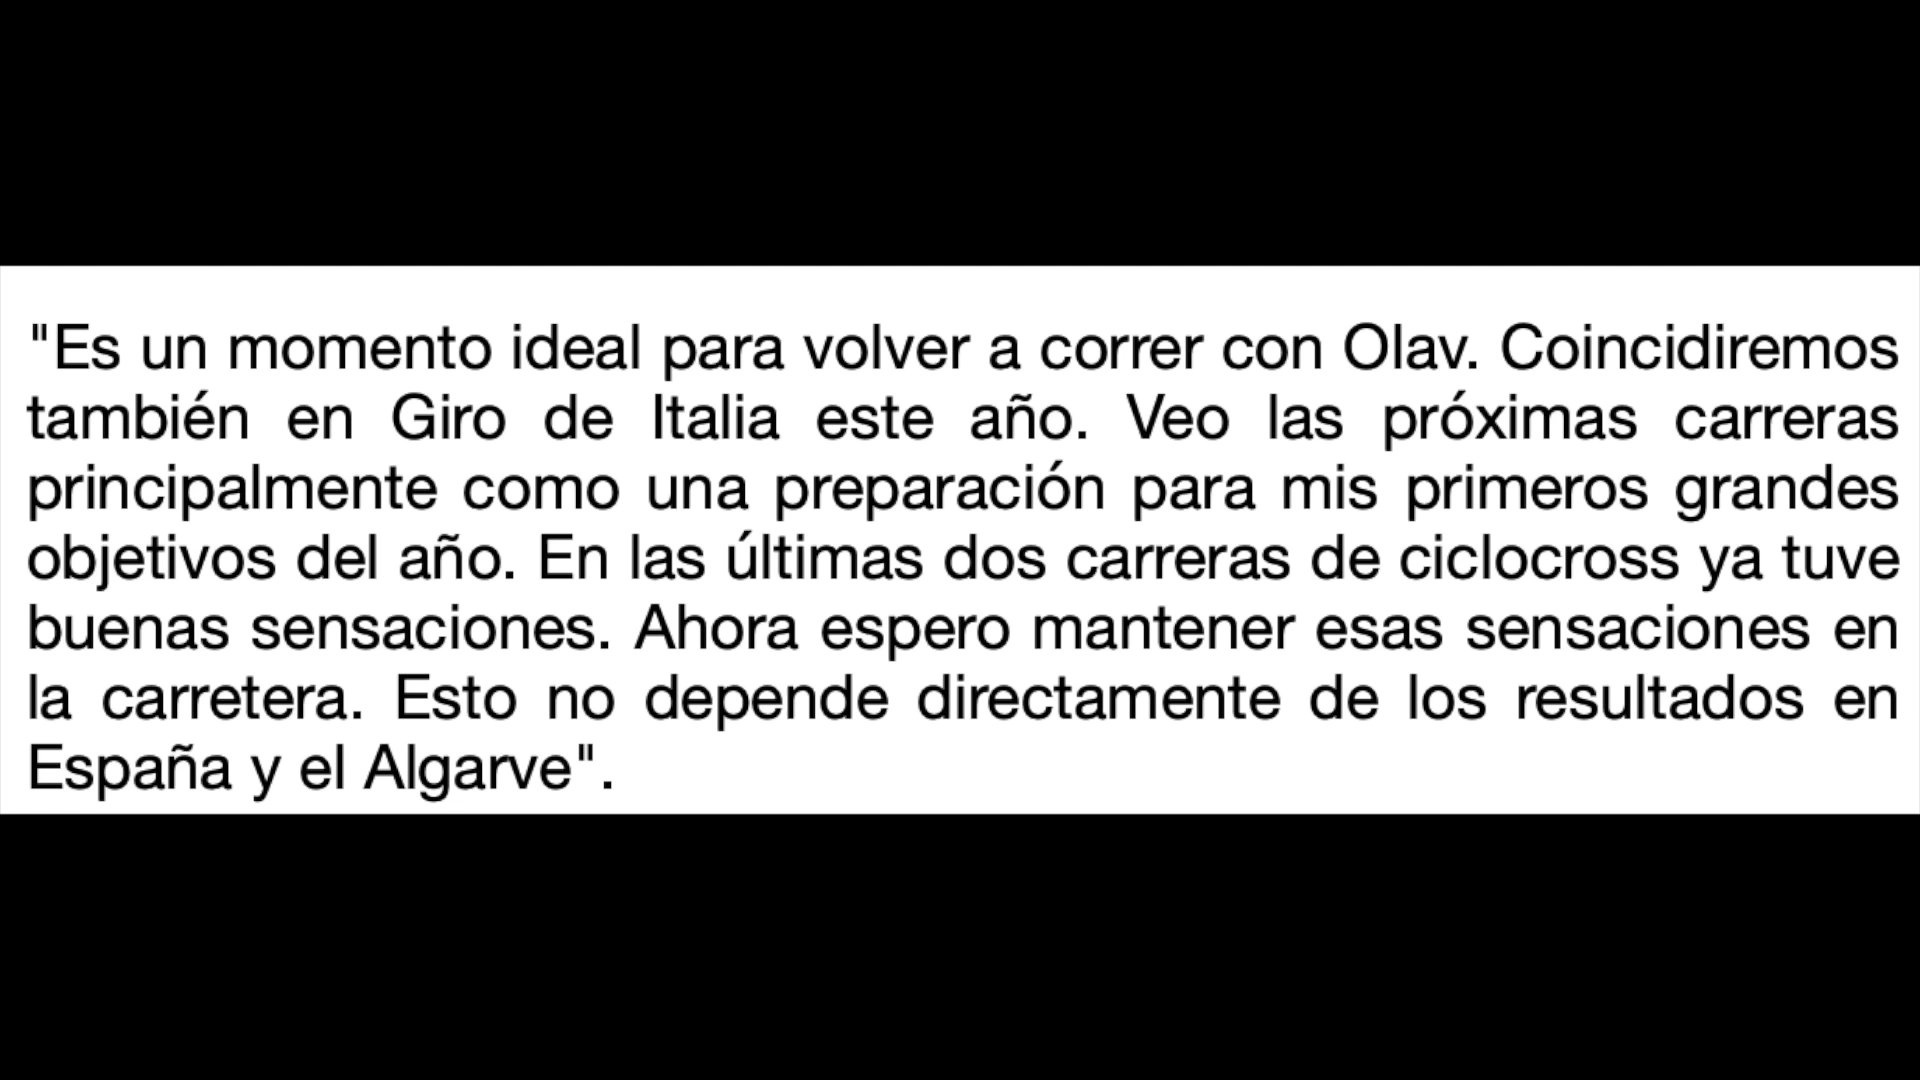 "Es un momento ideal para volver a correr con Olav. Coincidiremos
también en Giro de Italia este año. Veo las próximas carreras
principalmente como una preparación para mis primeros grandes
objetivos del año. En las últimas dos carreras de ciclocross ya tuve
buenas sensaciones. Ahora espero mantener esas sensaciones en
la carretera. Esto no depende directamente de los resultados en
España y el Algarve".